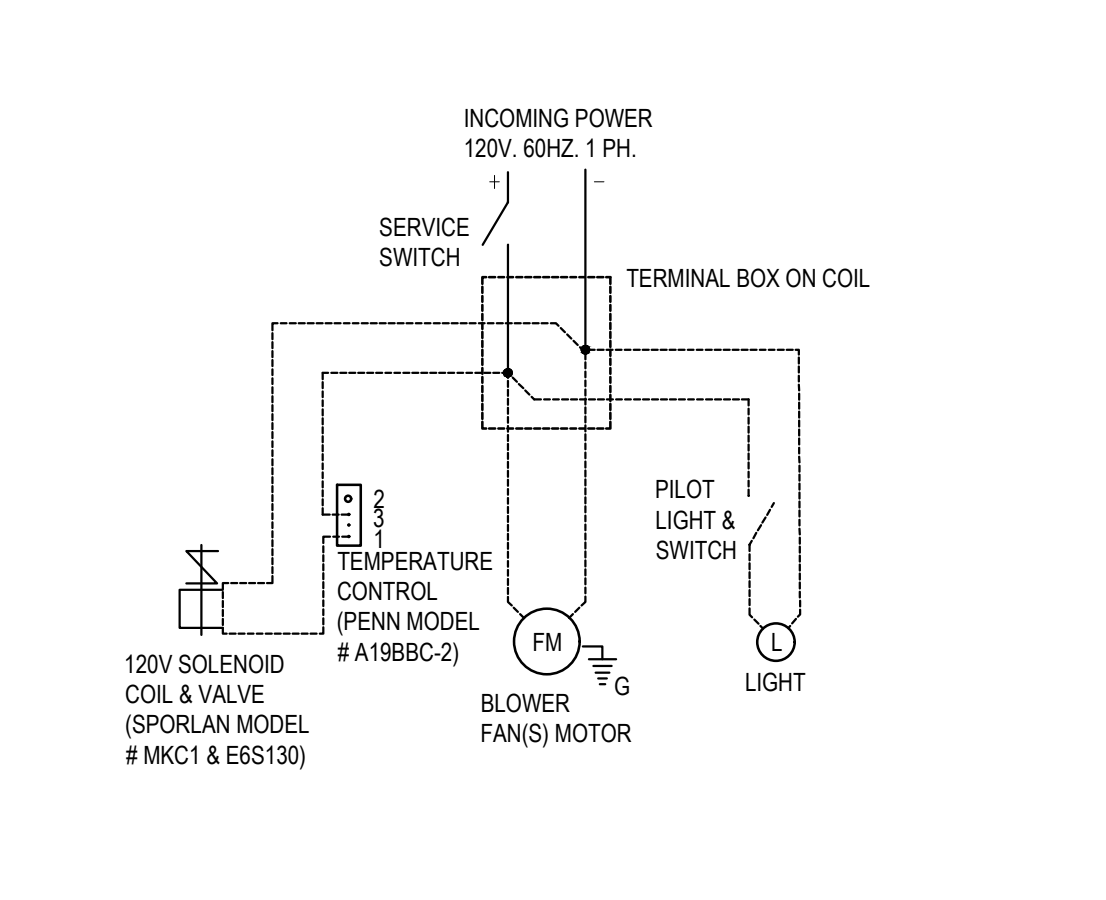 INCOMING POWER
120V. 60HZ. 1 PH.
+ −
SERVICE
SWITCH
TERMINAL BOX ON COIL
PILOT
LIGHT &
SWITCH
2
3
1
TEMPERATURE
CONTROL
(PENN MODEL
# A19BBC-2)
FM
G
L
LIGHT
120V SOLENOID
COIL & VALVE
(SPORLAN MODEL
# MKC1 & E6S130)
BLOWER
FAN(S) MOTOR